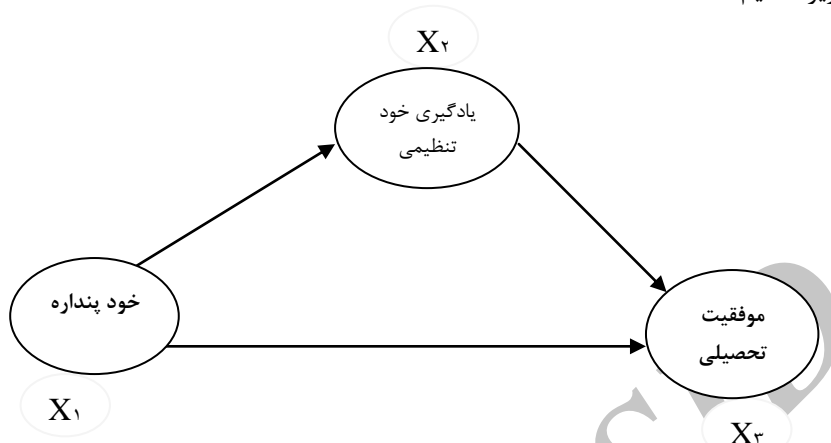 X۲
یادگیری خود
تنظیمی
خود پنداره
موفقیت
تحصیلی
X۱
X۳